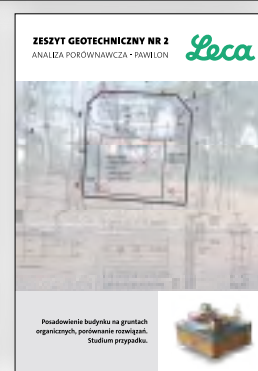 ZESZYT GEOTECHNICZNY NR 2
ANALIZA PORÓWNAWCZA • PAWILON
Leca
Posadowienie budynku na gruntach
organicznych, porównanie rozwiązań.
Studium przypadku.